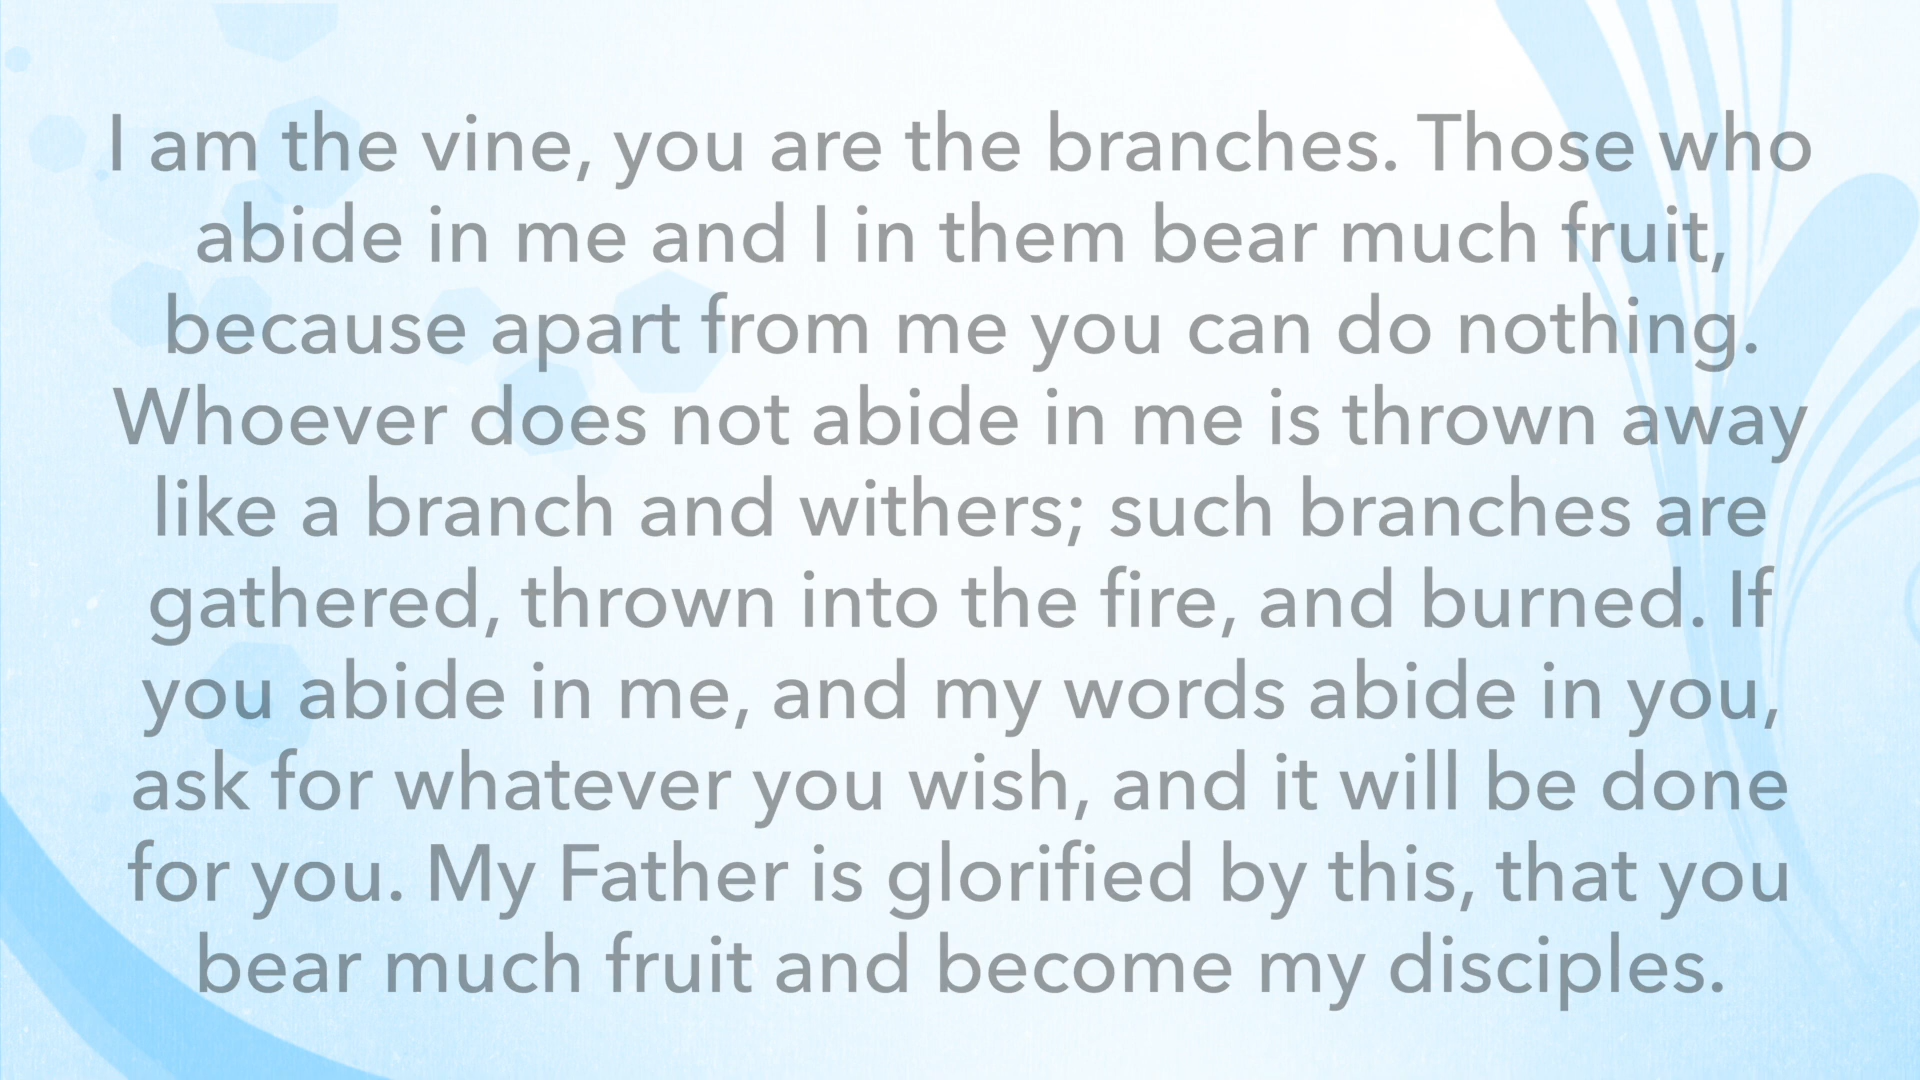 I am the vine, you are the branches. Those who
abide in me and I in them bear much fruit,
because apart from me you can do nothing.
Whoever does not abide in me is thrown away
like a branch and withers; such branches are
gathered, thrown into the fire, and burned. If
you abide in me, and my words abide in you,
ask for whatever you wish, and it will be done
for you. My Father is glorified by this, that you
bear much fruit and become my disciples.